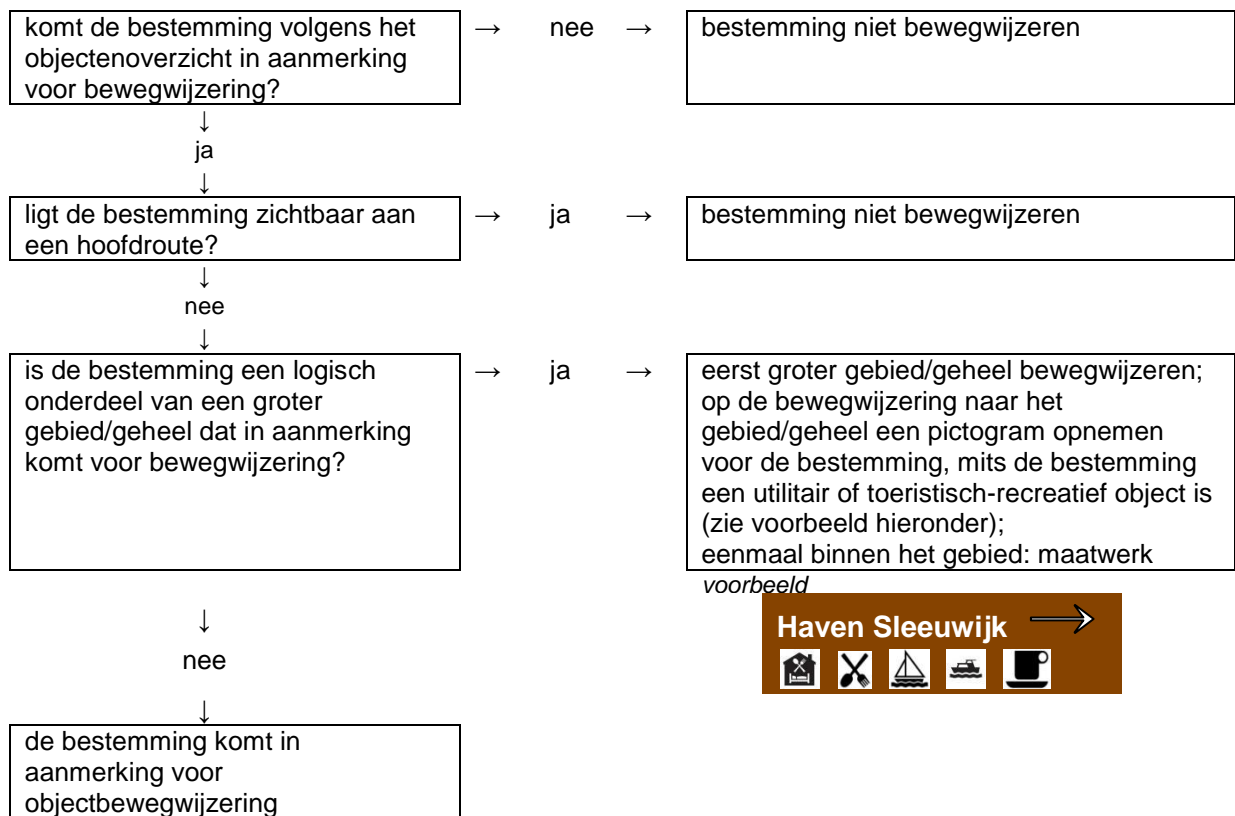 komt de bestemming volgens het
objectenoverzicht in aanmerking
voor bewegwijzering?
→ nee →
bestemming niet bewegwijzeren
↓
ja
↓
ligt de bestemming zichtbaar aan
een hoofdroute?
→ ja →
bestemming niet bewegwijzeren
↓
nee
↓
is de bestemming een logisch
onderdeel van een groter
gebied/geheel dat in aanmerking
komt voor bewegwijzering?
→ ja →
eerst groter gebied/geheel bewegwijzeren;
op de bewegwijzering naar het
gebied/geheel een pictogram opnemen
voor de bestemming, mits de bestemming
een utilitair of toeristisch-recreatief object is
(zie voorbeeld hieronder);
eenmaal binnen het gebied: maatwerk
voorbeeld
Haven Sleeuwijk →
↓
nee
↓
de bestemming komt in
aanmerking voor
objectbewegwijzering